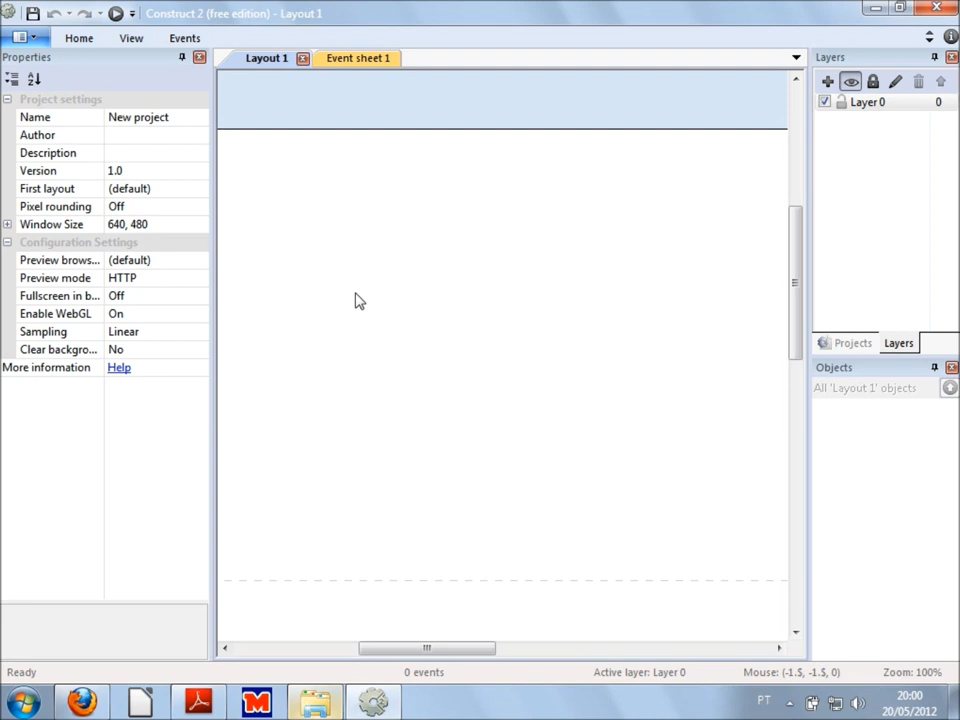 Construct 2 (free edition) - Layout 1
Home View Events
Properties
Layout 1 Event sheet 1
Layers
Project settings
Name New project
Layer 0 0
Author
Description
Version 1.0
First layout (default)
Pixel rounding Off
Window Size 640, 480
Configuration Settings
Preview brows... (default)
Preview mode HTTP
Fullscreen in b... Off
Enable WebGL On
Sampling Linear
Clear backgro... No
Projects Layers
More information Help
Objects
All 'Layout 1' objects
Ready 0 events Active layer: Layer 0 Mouse: (-1.$, -1.$, 0) Zoom: 100%
PT 20:00
20/05/2012